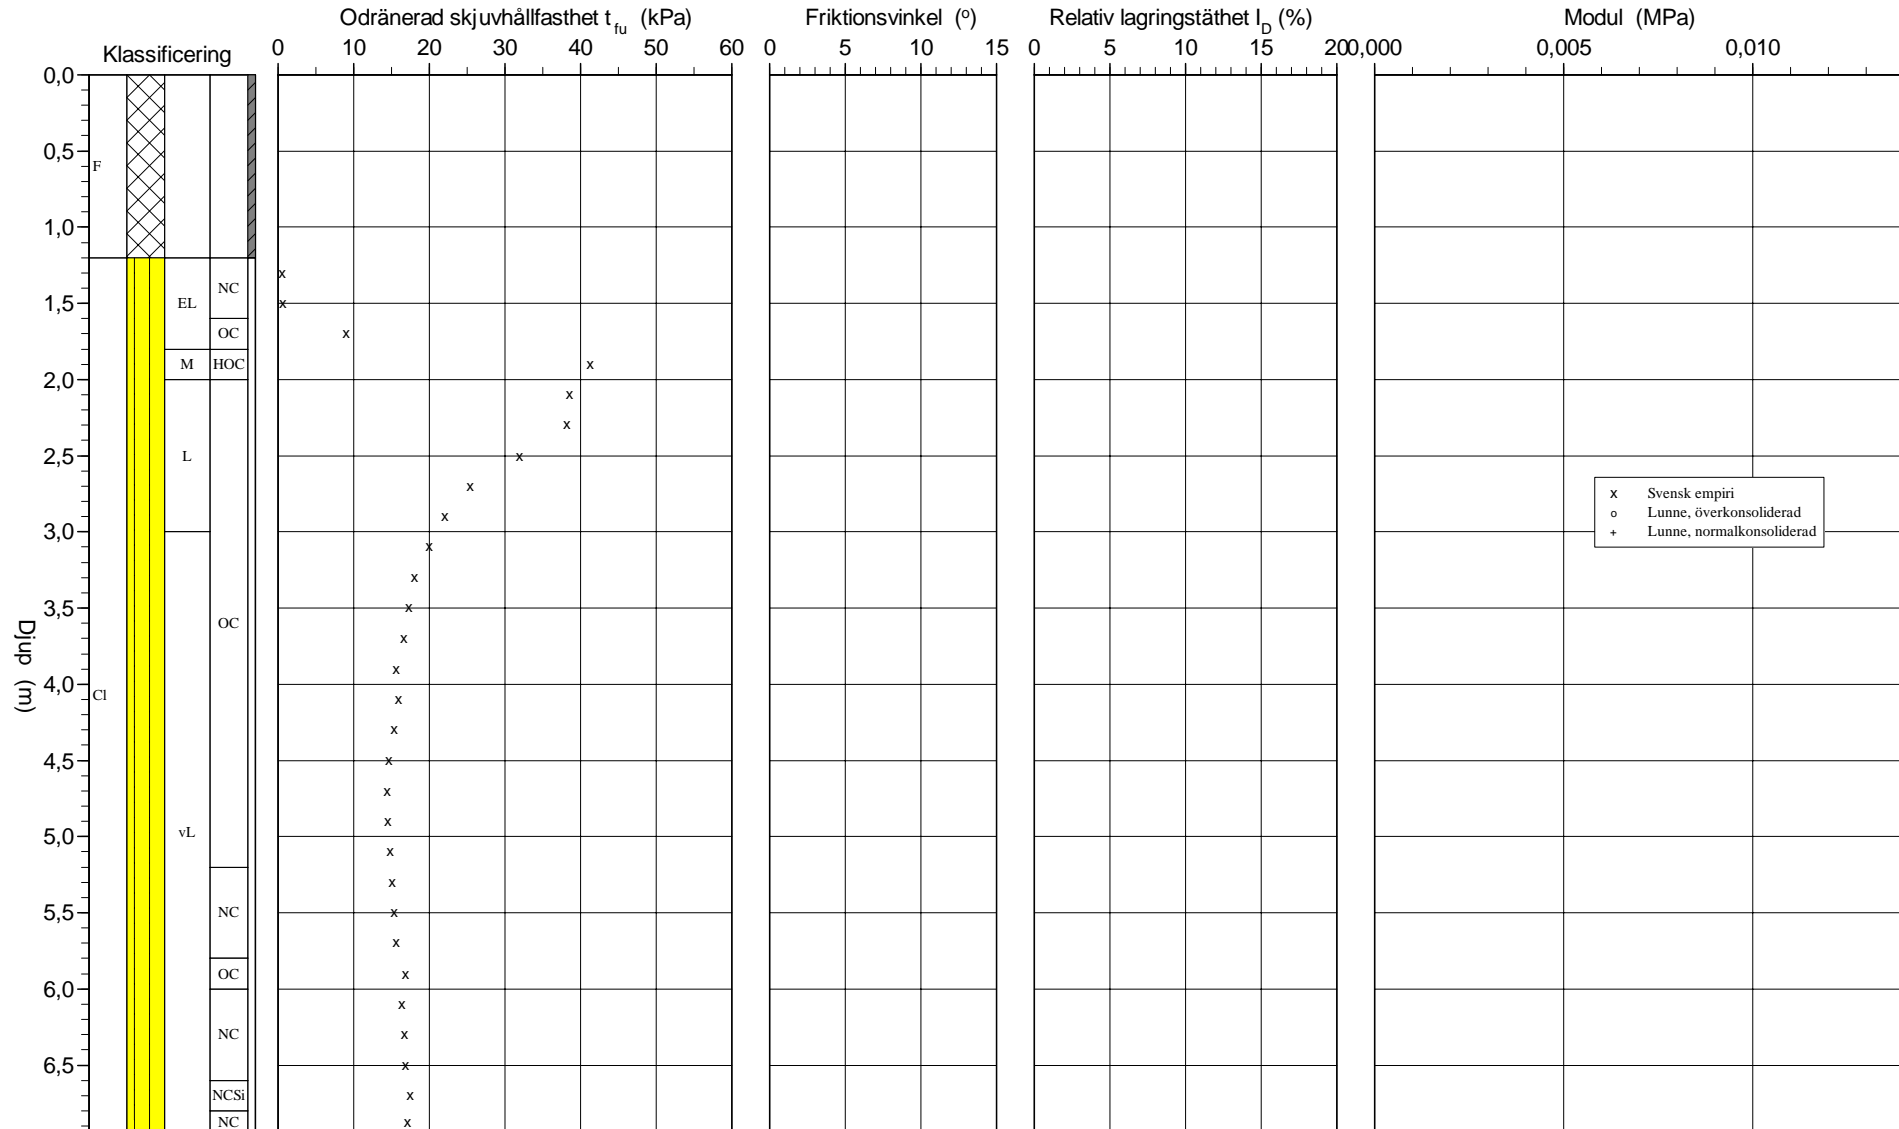 Odränerad skjuvhållfasthet t fu (kPa) Friktionsvinkel (o) Relativ lagringstäthet I D (%) Modul (MPa)
Klassificering 0 10 20 30 40 50 60 0 5 10 15 0 5 10 15 20 0,000 0,005 0,010
0,0
0,5
F
1,0
NC
1,5 EL
OC
M HOC
2,0
2,5 L
x Svensk empiri
o Lunne, överkonsoliderad
+ Lunne, normalkonsoliderad
3,0
3,5
OC
Djup (m)
4,0
Cl
4,5
5,0 vL
5,5 NC
OC
6,0
NC
6,5
NCSi
NC